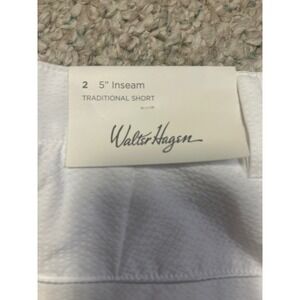 2 5" Inseam
TRADITIONAL SHORT
Walter Hagen